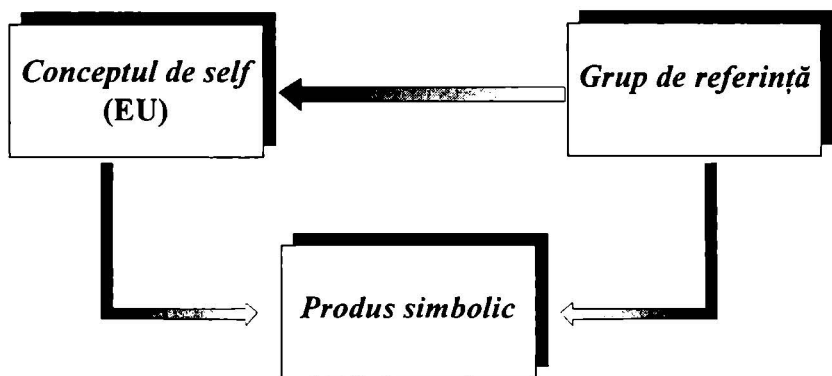 Conceptul de self
(EU)
Grup de referință
Produs simbolic